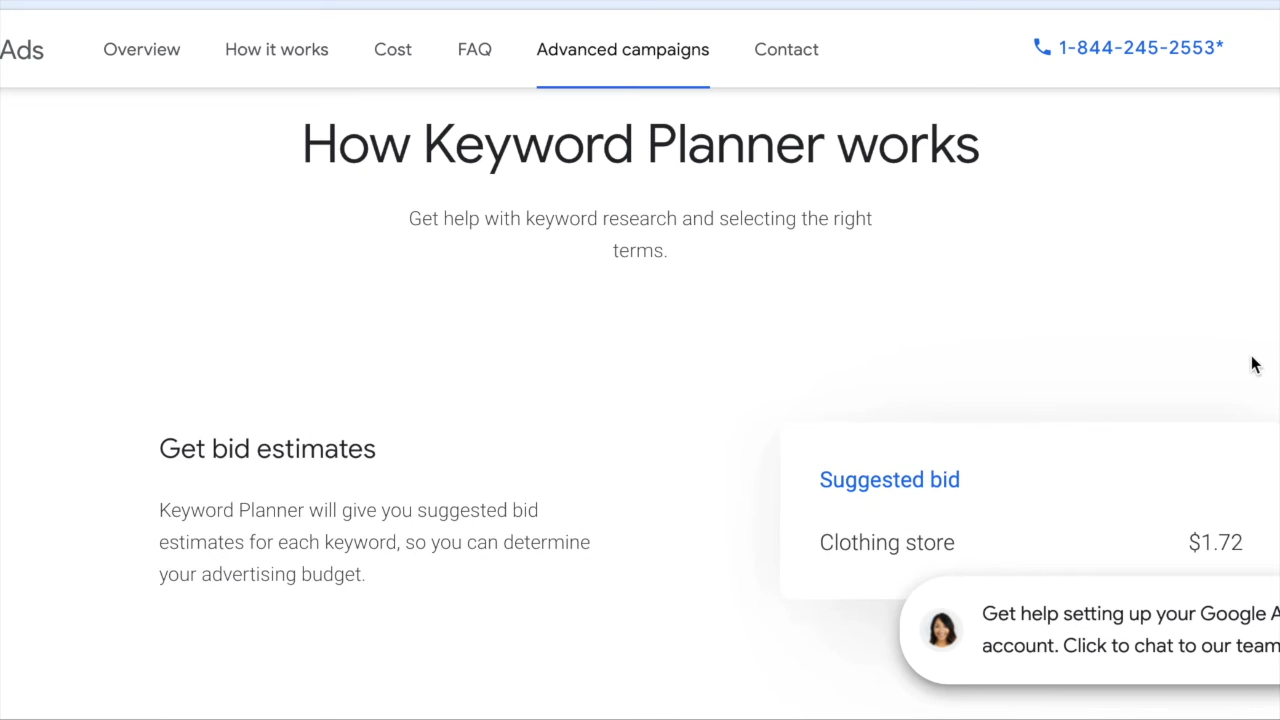 Ads Overview How it works Cost FAQ Advanced campaigns Contact 1-844-245-2553*
How Keyword Planner works
Get help with keyword research and selecting the right
terms.
Get bid estimates
Keyword Planner will give you suggested bid
estimates for each keyword, so you can determine
your advertising budget.
Suggested bid
Clothing store $1.72
Get help setting up your Google A
account. Click to chat to our team